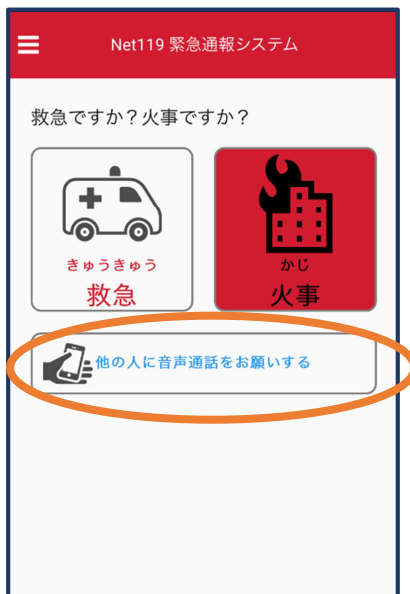 Net119 緊急通報システム
救急ですか？火事ですか？
きゅうきゅう
救急
かじ
火事
他の人に音声通話をお願いする